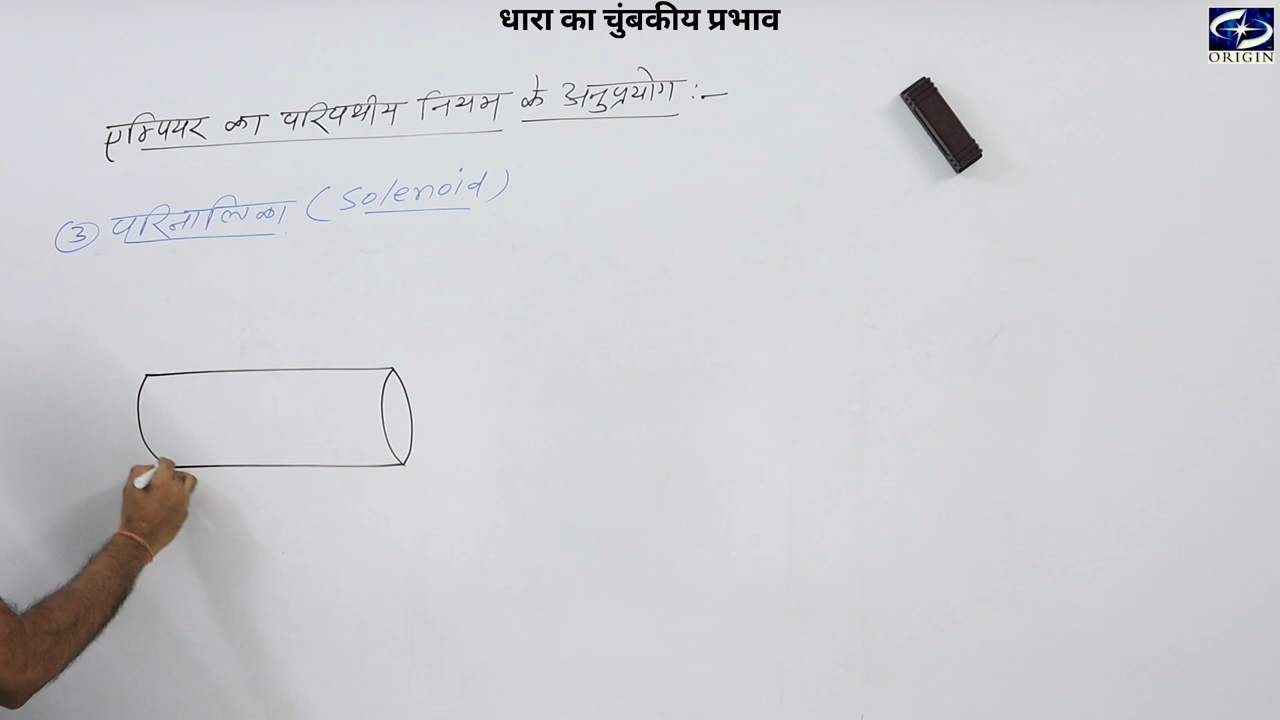 धारा का चुंबकीय प्रभाव
ORIGIN
एम्पियर का परिपथीय नियम के अनुप्रयोग :-
③ परिनालिका (Solenoid)